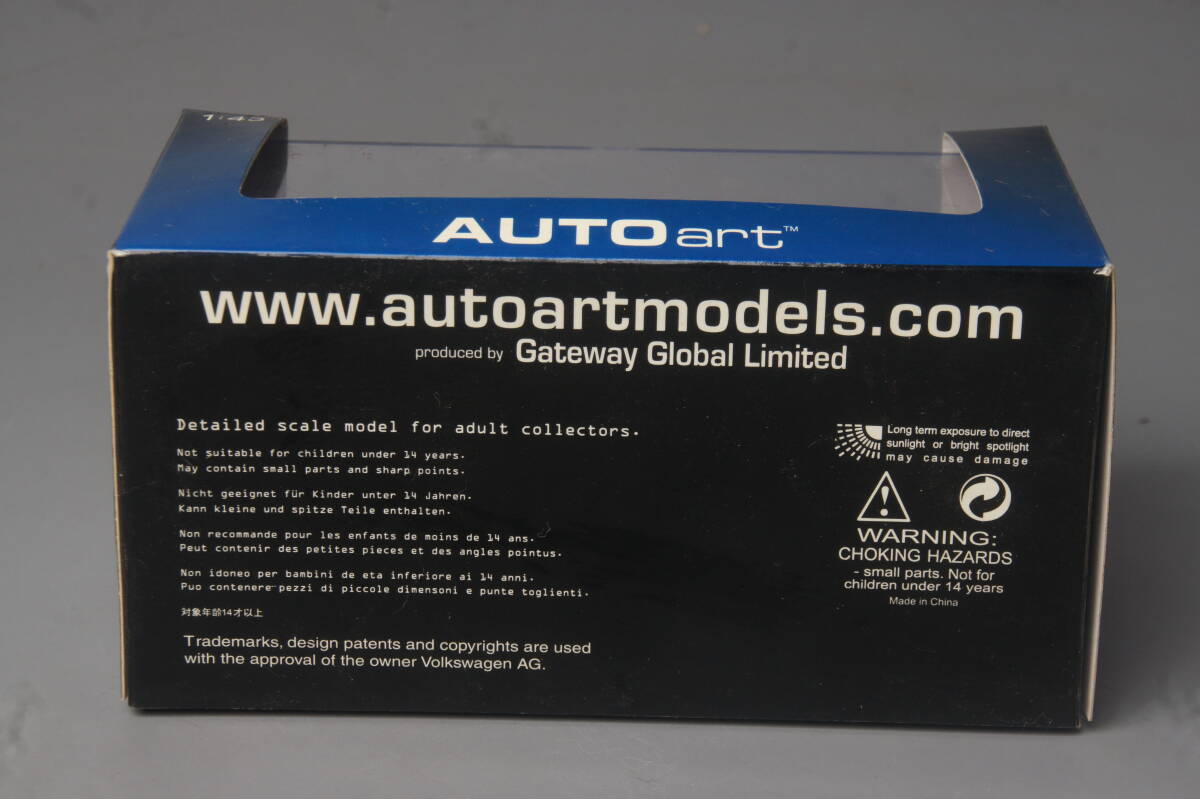 1:43
AUTOart™
www.autoartmodels.com
produced by Gateway Global Limited
Detailed scale model for adult collectors.
Not suitable for children under 14 years.
May contain small parts and sharp points.
Nicht geeignet für Kinder unter 14 Jahren.
Kann kleine und spitze Teile enthalten.
Non recommande pour les enfants de moins de 14 ans.
Peut contenir des petites pieces et des angles pointus.
Non idoneo per bambini de eta inferiore ai 14 anni.
Puo contenere pezzi di piccole dimensoni e punte toglienti.
対象年齢14才以上
Trademarks, design patents and copyrights are used
with the approval of the owner Volkswagen AG.
Long term exposure to direct
sunlight or bright spotlight
may cause damage
WARNING:
CHOKING HAZARDS
- small parts. Not for
children under 14 years
Made in China